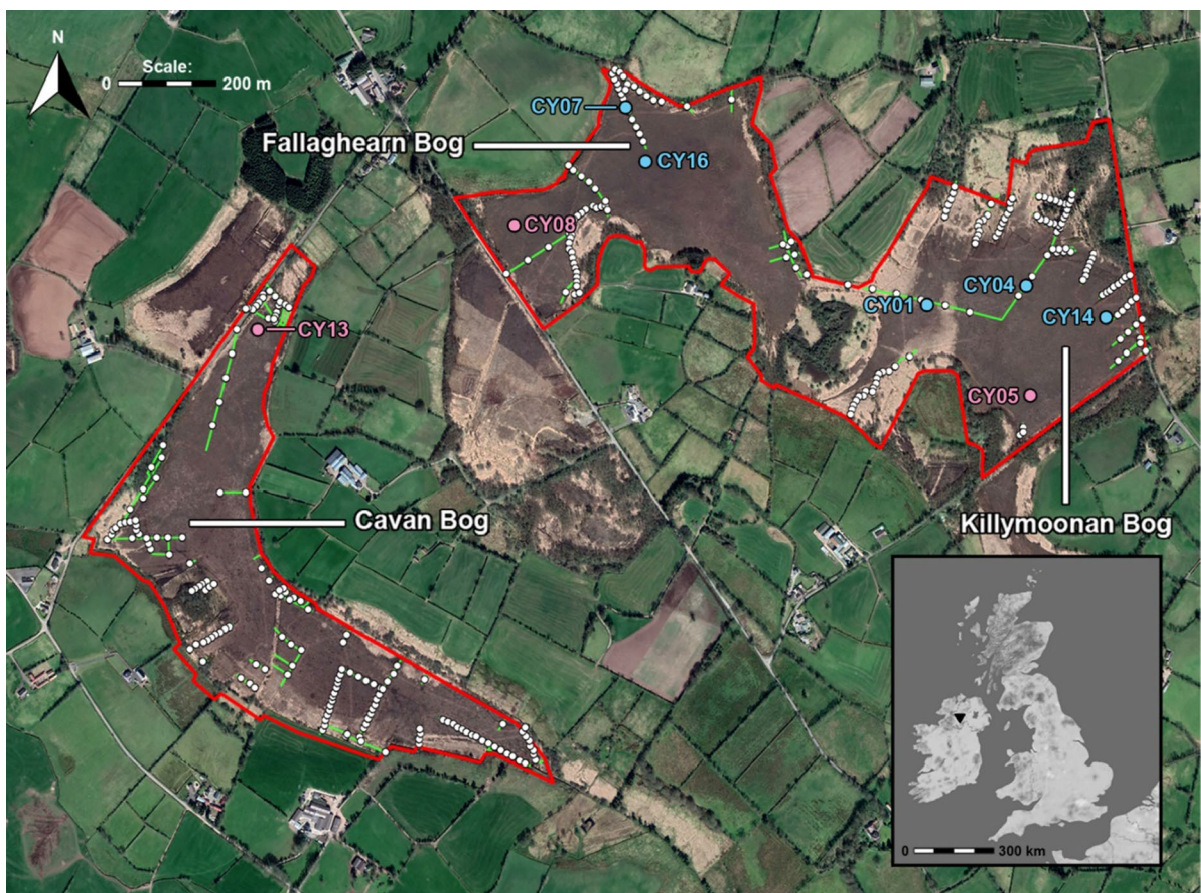 N
Scale:
0 200 m
CY07
Fallaghearn Bog
CY16
CY08
CY04
CY01
CY14
CY13
CY05
Cavan Bog
Killymoonan Bog
0 300 km